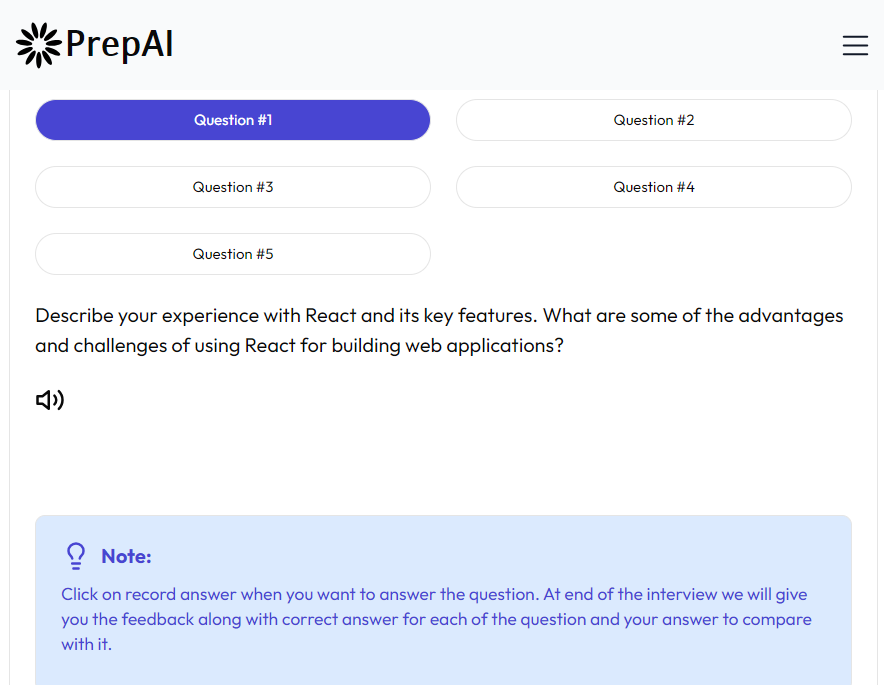 PrepAI
Question #1
Question #2
Question #3
Question #4
Question #5
Describe your experience with React and its key features. What are some of the advantages
and challenges of using React for building web applications?
Note:
Click on record answer when you want to answer the question. At end of the interview we will give
you the feedback along with correct answer for each of the question and your answer to compare
with it.